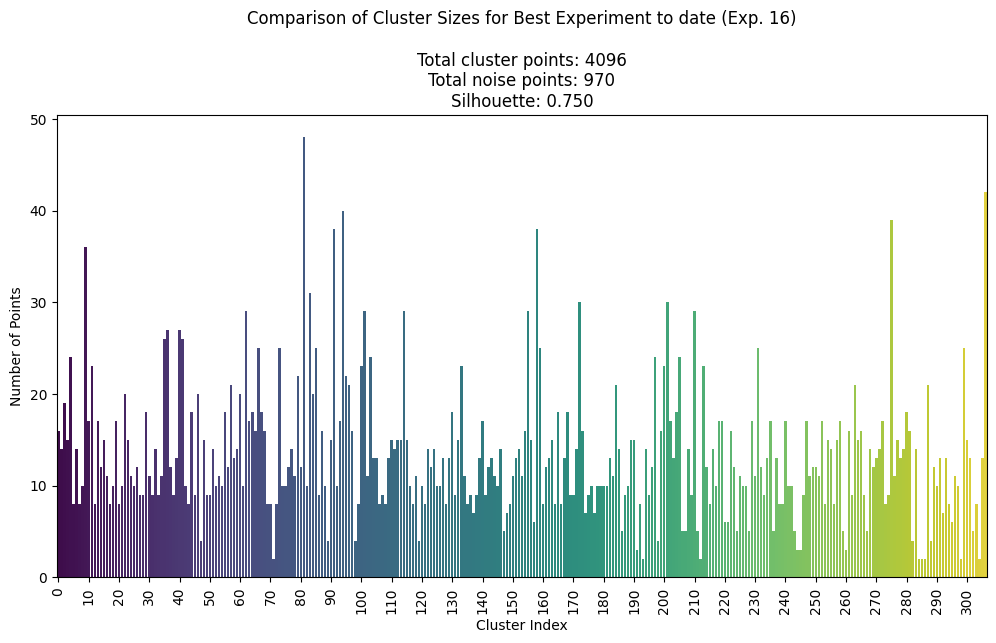 Comparison of Cluster Sizes for Best Experiment to date (Exp. 16)
Total cluster points: 4096
Total noise points: 970
Silhouette: 0.750
50
40
30
20
10
0
Number of Points
0 10 20 30 40 50 60 70 80 90 100 110 120 130 140 150 160 170 180 190 200 210 220 230 240 250 260 270 280 290 300
Cluster Index